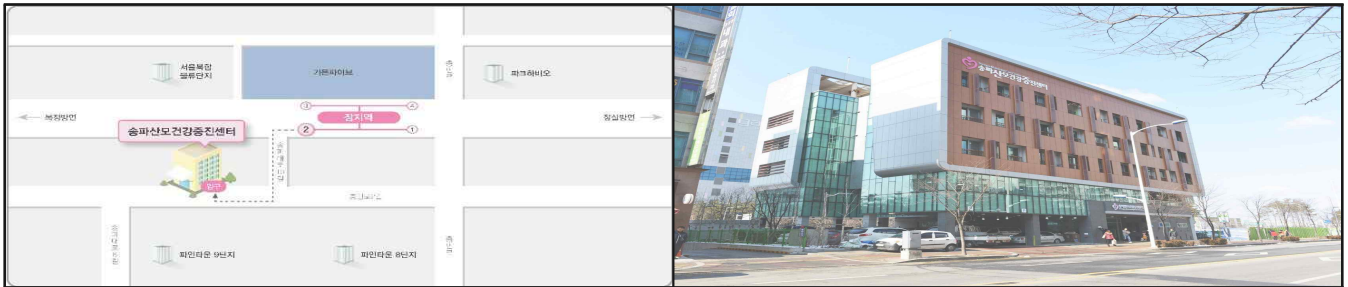 서울복합
물류단지
가든파이브
파크하비오
③
④
장지역
②
①
← 복정방면
잠실방면 →
송파산모건강증진센터
입구
파인타운 9단지
파인타운 8단지
송파산모건강증진센터